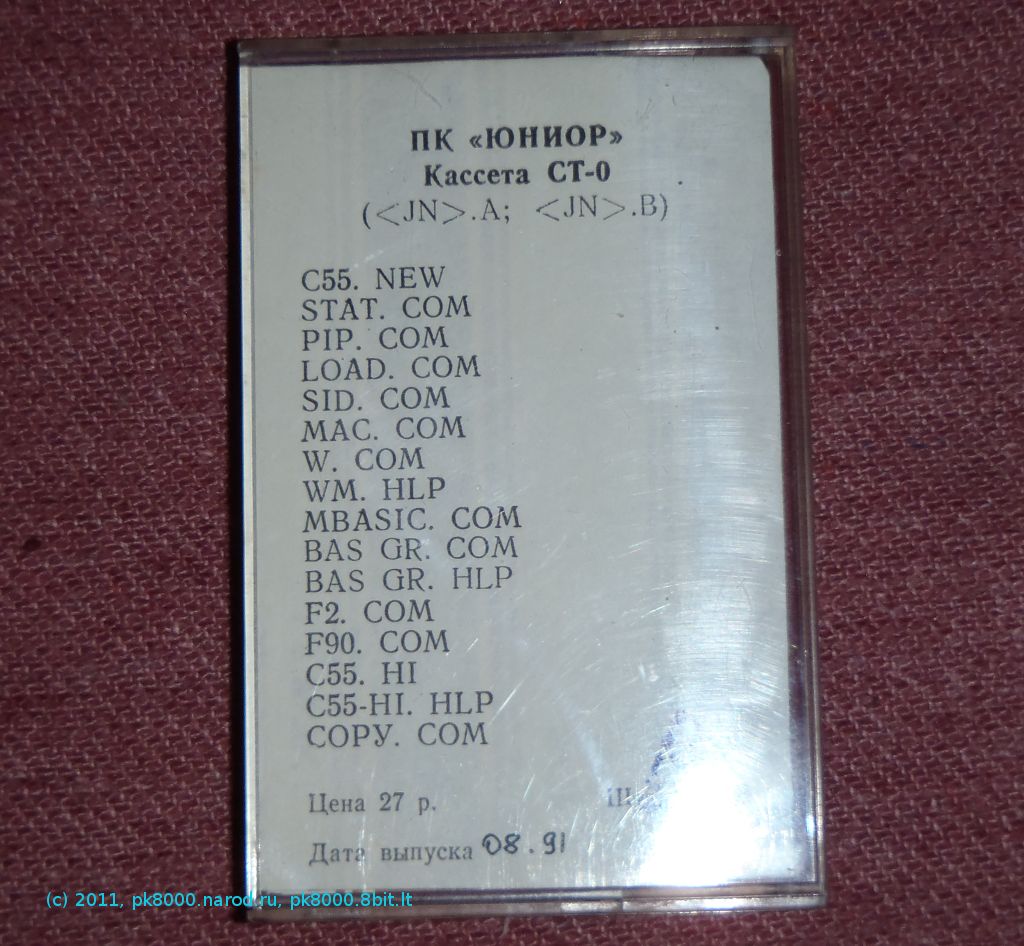 ПК «ЮНИОР»
Кассета СТ-0
(<JN>.A; <JN>.B)
C55. NEW
STAT. COM
PIP. COM
LOAD. COM
SID. COM
MAC. COM
W. COM
WM. HLP
MBASIC. COM
BAS GR. COM
BAS GR. HLP
F2. COM
F90. COM
C55. HI
C55-HI. HLP
COPY. COM
Цена 27 р.
Дата выпуска 08.91
(c) 2011, pk8000.narod.ru, pk8000.8bit.lt